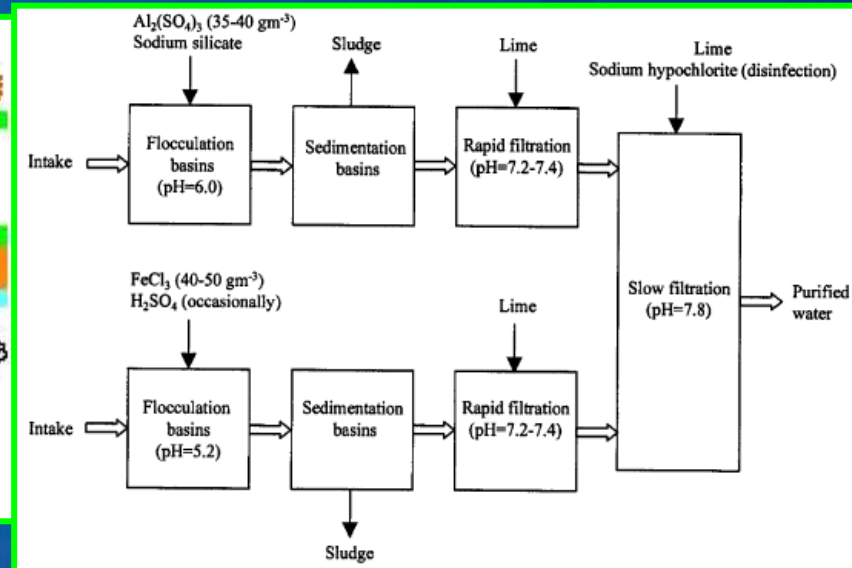 Al₂(SO₄)₃ (35-40 gm⁻³)
Sodium silicate
Sludge
Lime
Lime
Sodium hypochlorite (disinfection)
Intake
Flocculation
basins
(pH=6.0)
Sedimentation
basins
Rapid filtration
(pH=7.2-7.4)
FeCl₃ (40-50 gm⁻³)
H₂SO₄ (occasionally)
Lime
Slow filtration
(pH=7.8)
Purified
water
Intake
Flocculation
basins
(pH=5.2)
Sedimentation
basins
Rapid filtration
(pH=7.2-7.4)
Sludge